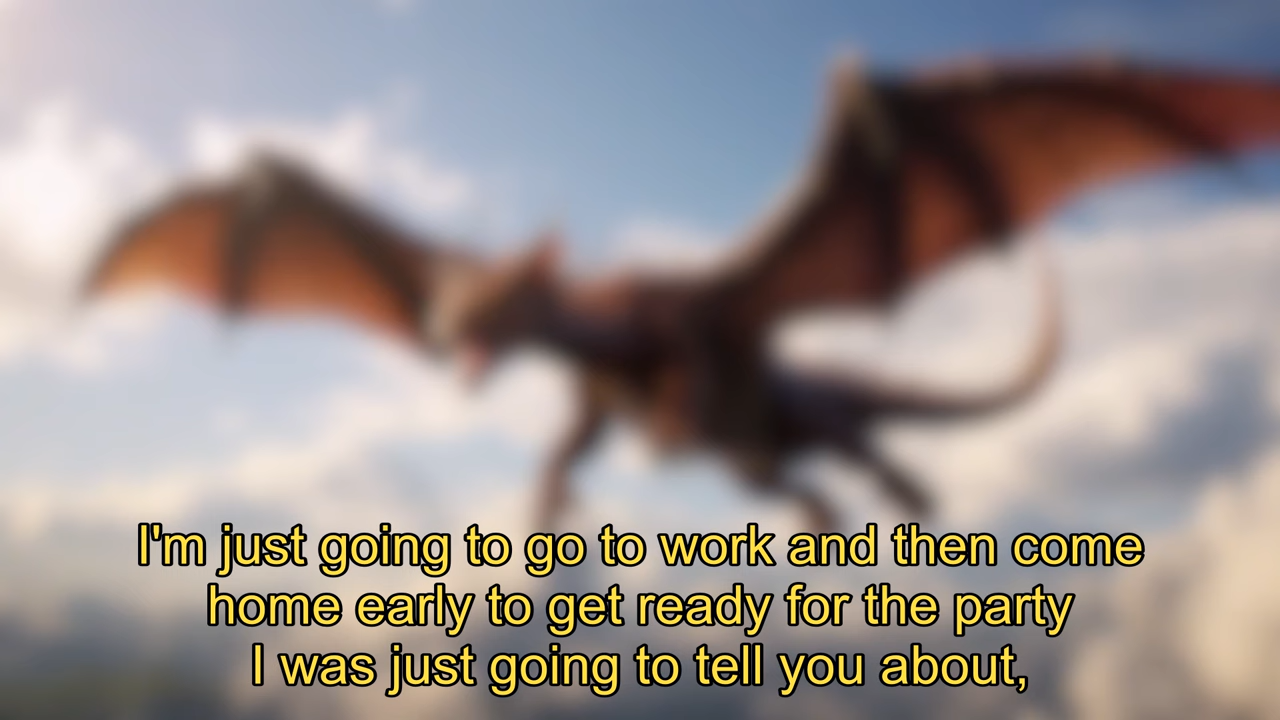 I'm just going to go to work and then come
home early to get ready for the party
I was just going to tell you about,